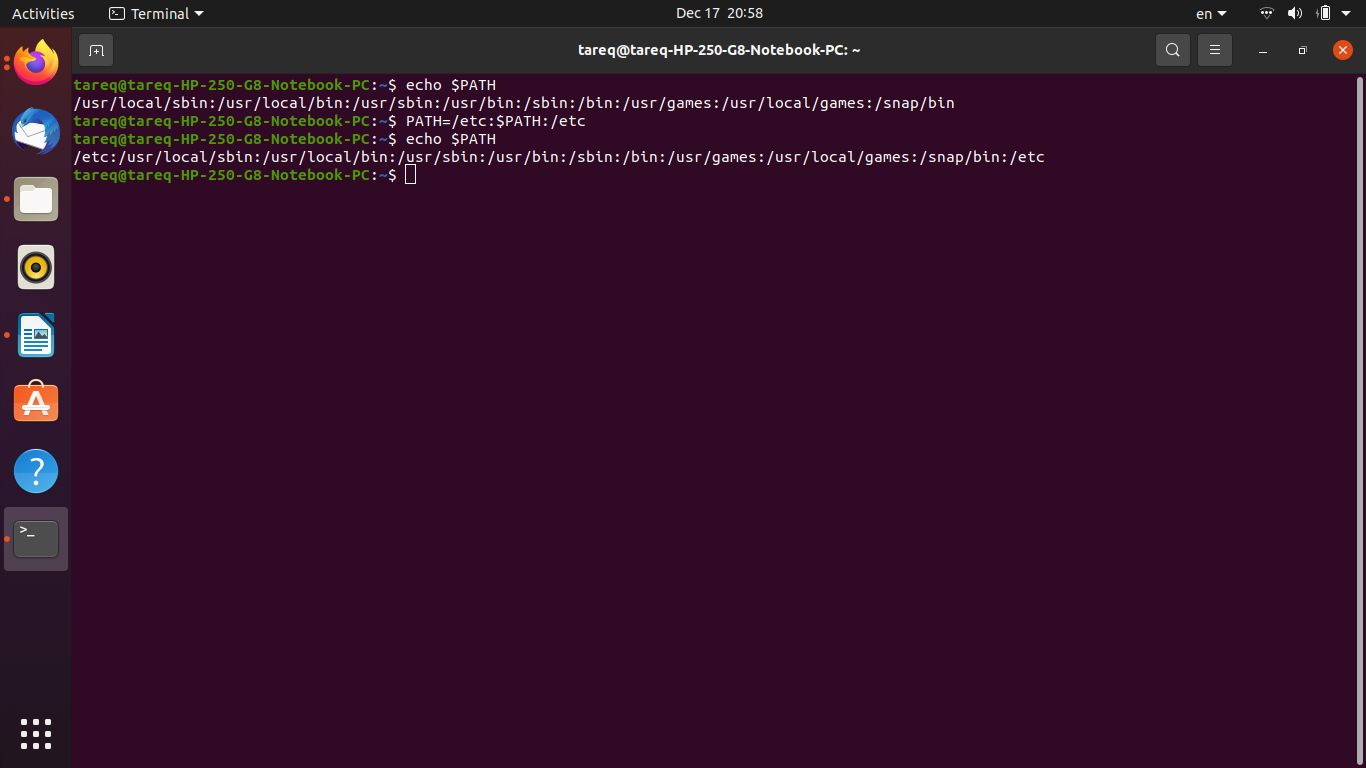 Activities
Terminal
Dec 17 20:58
en
tareq@tareq-HP-250-G8-Notebook-PC: ~
tareq@tareq-HP-250-G8-Notebook-PC:~$ echo $PATH
/usr/local/sbin:/usr/local/bin:/usr/sbin:/usr/bin:/sbin:/bin:/usr/games:/usr/local/games:/snap/bin
tareq@tareq-HP-250-G8-Notebook-PC:~$ PATH=/etc:$PATH:/etc
tareq@tareq-HP-250-G8-Notebook-PC:~$ echo $PATH
/etc:/usr/local/sbin:/usr/local/bin:/usr/sbin:/usr/bin:/sbin:/bin:/usr/games:/usr/local/games:/snap/bin:/etc
tareq@tareq-HP-250-G8-Notebook-PC:~$